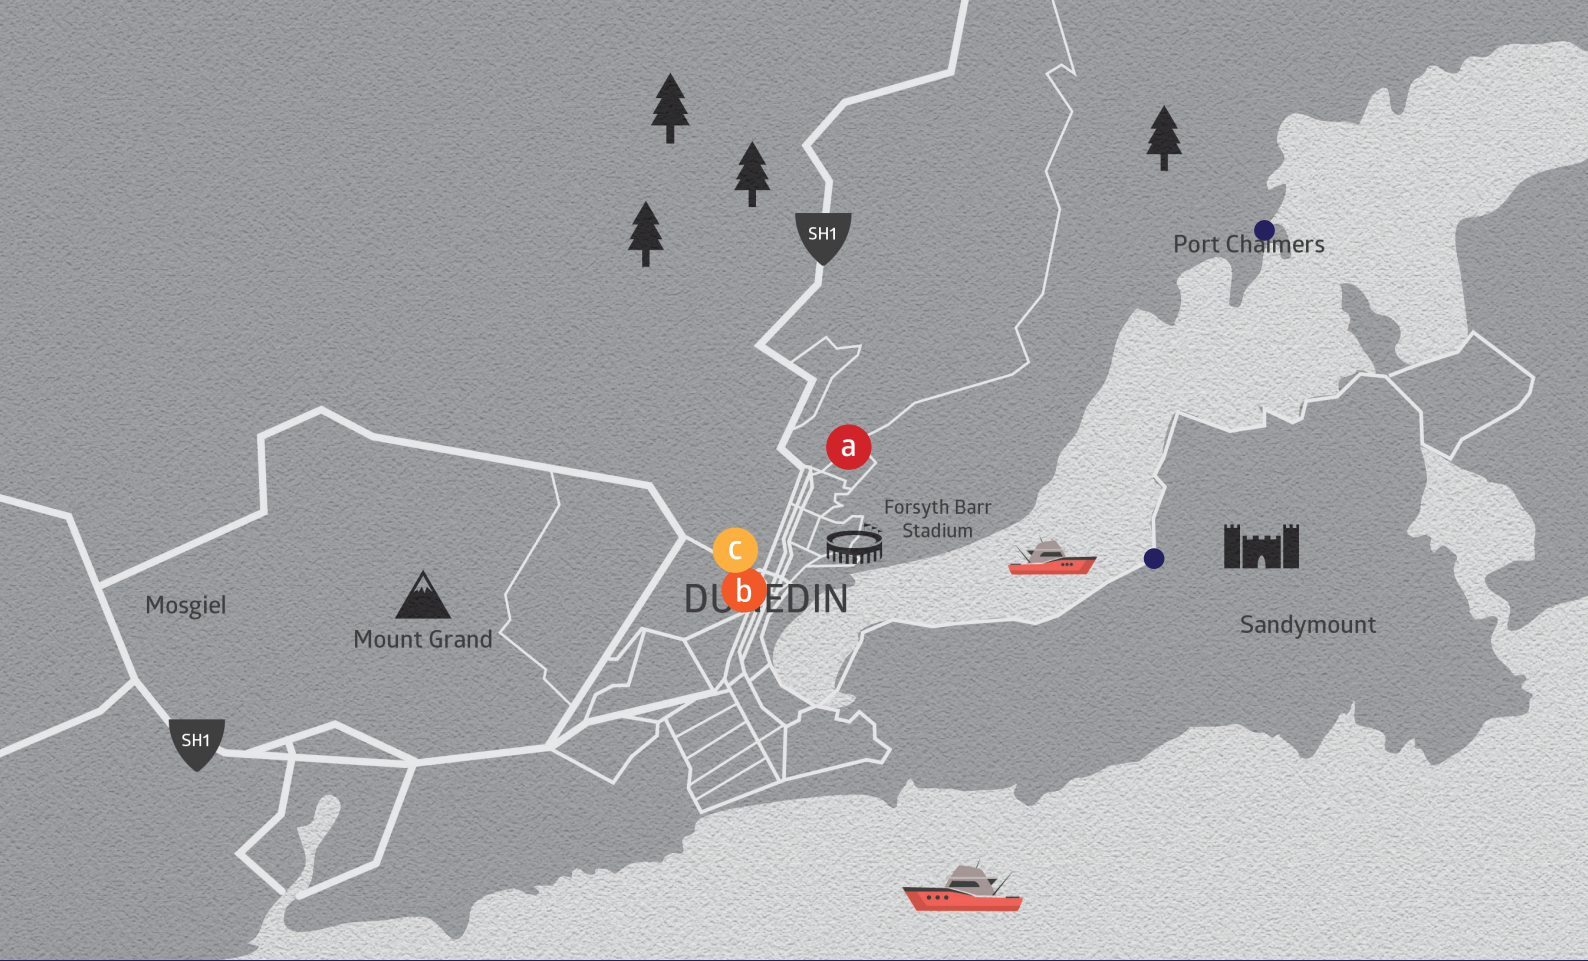 SH1
Port Chalmers
a
Forsyth Barr
Stadium
c
b
DUNEDIN
Mosgiel
Mount Grand
Sandymount
SH1